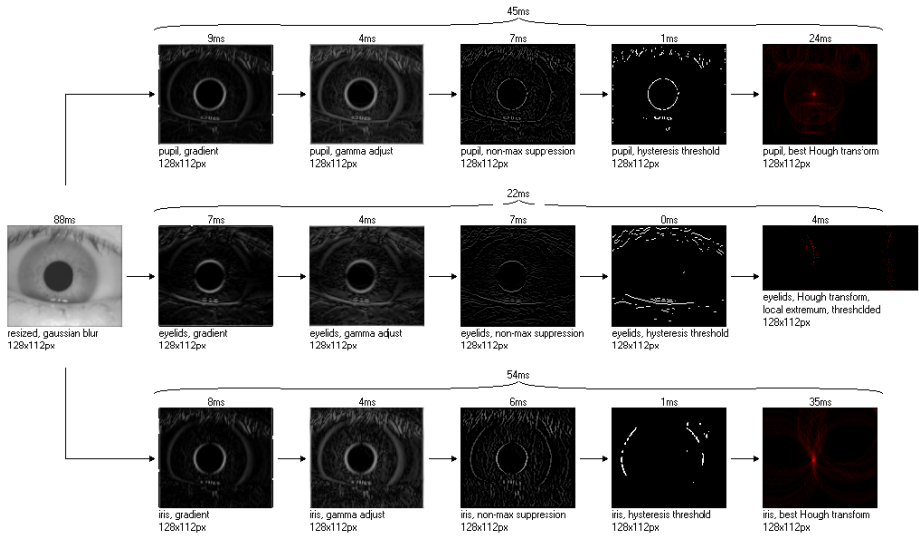 45ms
9ms 4ms 7ms 1ms 24ms
pupil, gradient
128x112px
pupil, gamma adjust
128x112px
pupil, non-max suppression
128x112px
pupil, hysteresis threshold
128x112px
pupil, best Hough transform
128x112px
22ms
88ms 7ms 4ms 7ms 0ms 4ms
resized, gaussian blur
128x112px
eyelids, gradient
128x112px
eyelids, gamma adjust
128x112px
eyelids, non-max suppression
128x112px
eyelids, hysteresis threshold
128x112px
eyelids, Hough transform,
local extremum, thresholded
128x112px
54ms
8ms 4ms 6ms 1ms 35ms
iris, gradient
128x112px
iris, gamma adjust
128x112px
iris, non-max suppression
128x112px
iris, hysteresis threshold
128x112px
iris, best Hough transform
128x112px